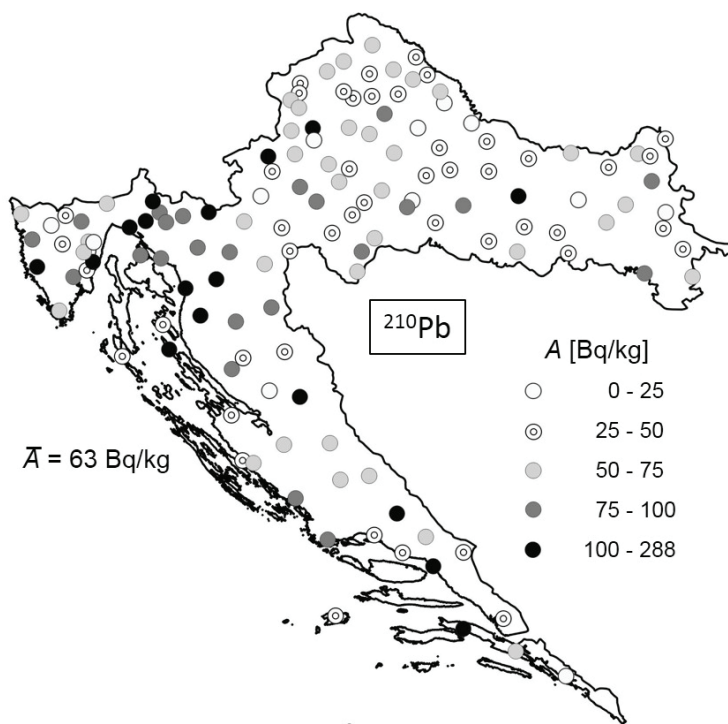 ²¹⁰Pb
A [Bq/kg]
0 - 25
25 - 50
50 - 75
75 - 100
100 - 288
A̅ = 63 Bq/kg